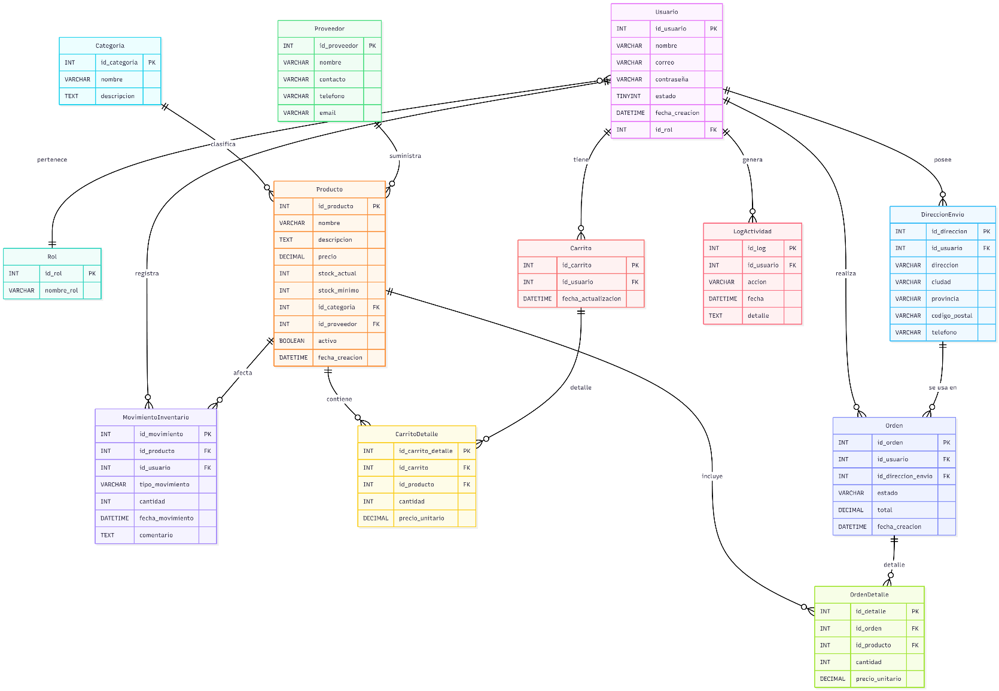 Usuario
INT id_usuario PK
VARCHAR nombre
VARCHAR correo
VARCHAR contraseña
TINYINT estado
DATETIME fecha_creacion
INT id_rol FK
Proveedor
INT id_proveedor PK
VARCHAR nombre
VARCHAR contacto
VARCHAR telefono
VARCHAR email
Categoria
INT id_categoria PK
VARCHAR nombre
TEXT descripcion
clasifica
suministra
pertenece
tiene
genera
posee
Producto
INT id_producto PK
VARCHAR nombre
TEXT descripcion
DECIMAL precio
INT stock_actual
INT stock_minimo
INT id_categoria FK
INT id_proveedor FK
BOOLEAN activo
DATETIME fecha_creacion
Rol
INT id_rol PK
VARCHAR nombre_rol
registra
Carrito
INT id_carrito PK
INT id_usuario FK
DATETIME fecha_actualizacion
LogActividad
INT id_log PK
INT id_usuario FK
VARCHAR accion
DATETIME fecha
TEXT detalle
realiza
DireccionEnvio
INT id_direccion PK
INT id_usuario FK
VARCHAR direccion
VARCHAR ciudad
VARCHAR provincia
VARCHAR codigo_postal
VARCHAR telefono
afecta
contiene
detalle
se usa en
MovimientoInventario
INT id_movimiento PK
INT id_producto FK
INT id_usuario FK
VARCHAR tipo_movimiento
INT cantidad
DATETIME fecha_movimiento
TEXT comentario
CarritoDetalle
INT id_carrito_detalle PK
INT id_carrito FK
INT id_producto FK
INT cantidad
DECIMAL precio_unitario
incluye
Orden
INT id_orden PK
INT id_usuario FK
INT id_direccion_envio FK
VARCHAR estado
DECIMAL total
DATETIME fecha_creacion
detalle
OrdenDetalle
INT id_detalle PK
INT id_orden FK
INT id_producto FK
INT cantidad
DECIMAL precio_unitario